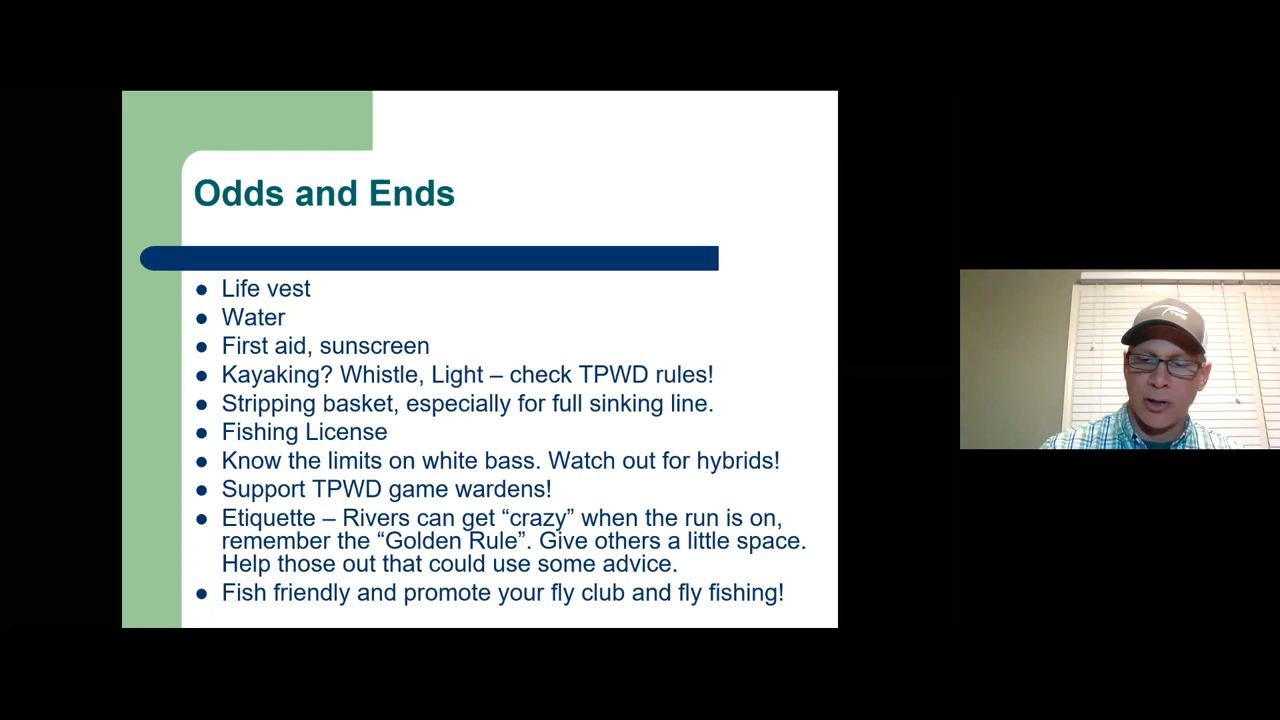 Odds and Ends
Life vest
Water
First aid, sunscreen
Kayaking? Whistle, Light – check TPWD rules!
Stripping basket, especially for full sinking line.
Fishing License
Know the limits on white bass. Watch out for hybrids!
Support TPWD game wardens!
Etiquette – Rivers can get “crazy” when the run is on,
remember the “Golden Rule”. Give others a little space.
Help those out that could use some advice.
Fish friendly and promote your fly club and fly fishing!